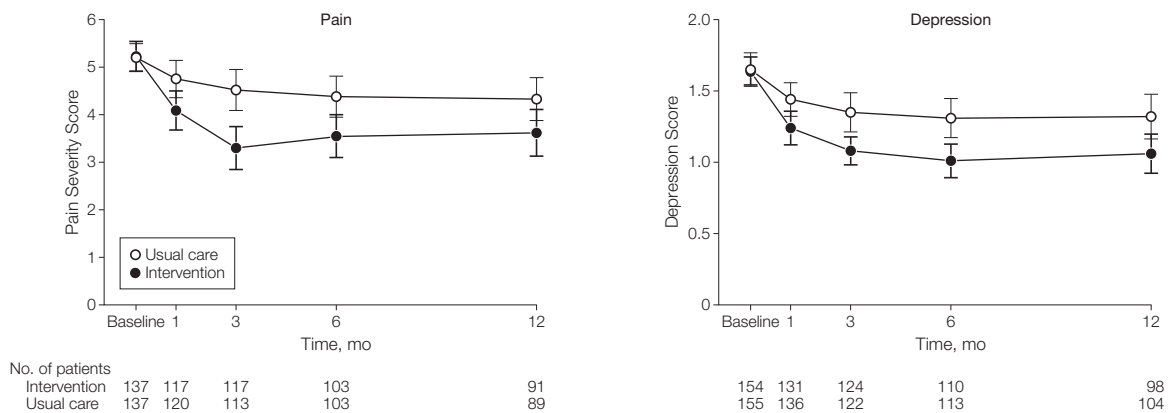 Pain
6
5
4
3
2
1
0
Pain Severity Score
Usual care
Intervention
Baseline 1 3 6 12
Time, mo
Depression
2.0
1.5
1.0
0.5
0
Depression Score
Baseline 1 3 6 12
Time, mo
No. of patients
Intervention 137 117 117 103 91 154 131 124 110 98
Usual care 137 120 113 103 89 155 136 122 113 104